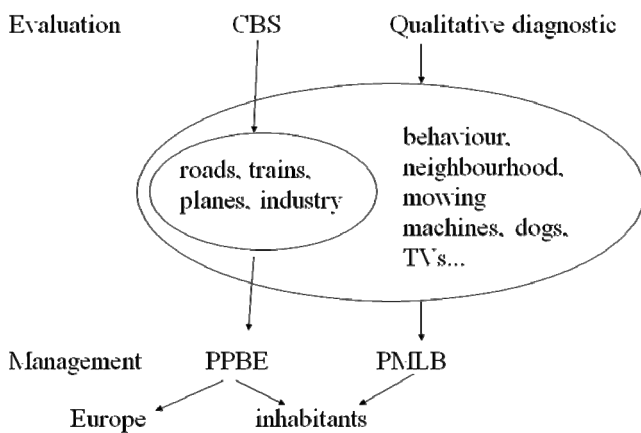 Evaluation CBS Qualitative diagnostic
roads, trains,
planes, industry
behaviour,
neighbourhood,
mowing
machines, dogs,
TVs...
Management PPBE PMLB
Europe inhabitants